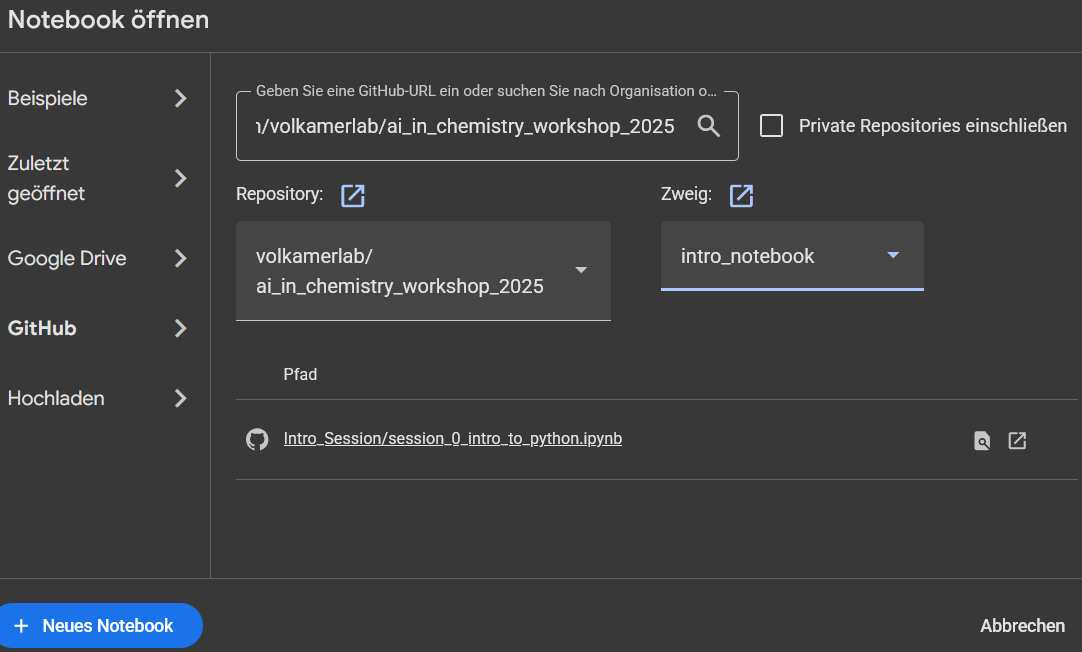 Notebook öffnen
Beispiele
Zuletzt
geöffnet
Google Drive
GitHub
Hochladen
Geben Sie eine GitHub-URL ein oder suchen Sie nach Organisation o…
/volkamerlab/ai_in_chemistry_workshop_2025
Private Repositories einschließen
Repository:
Zweig:
volkamerlab/
ai_in_chemistry_workshop_2025
intro_notebook
Pfad
Intro_Session/session_0_intro_to_python.ipynb
+ Neues Notebook
Abbrechen